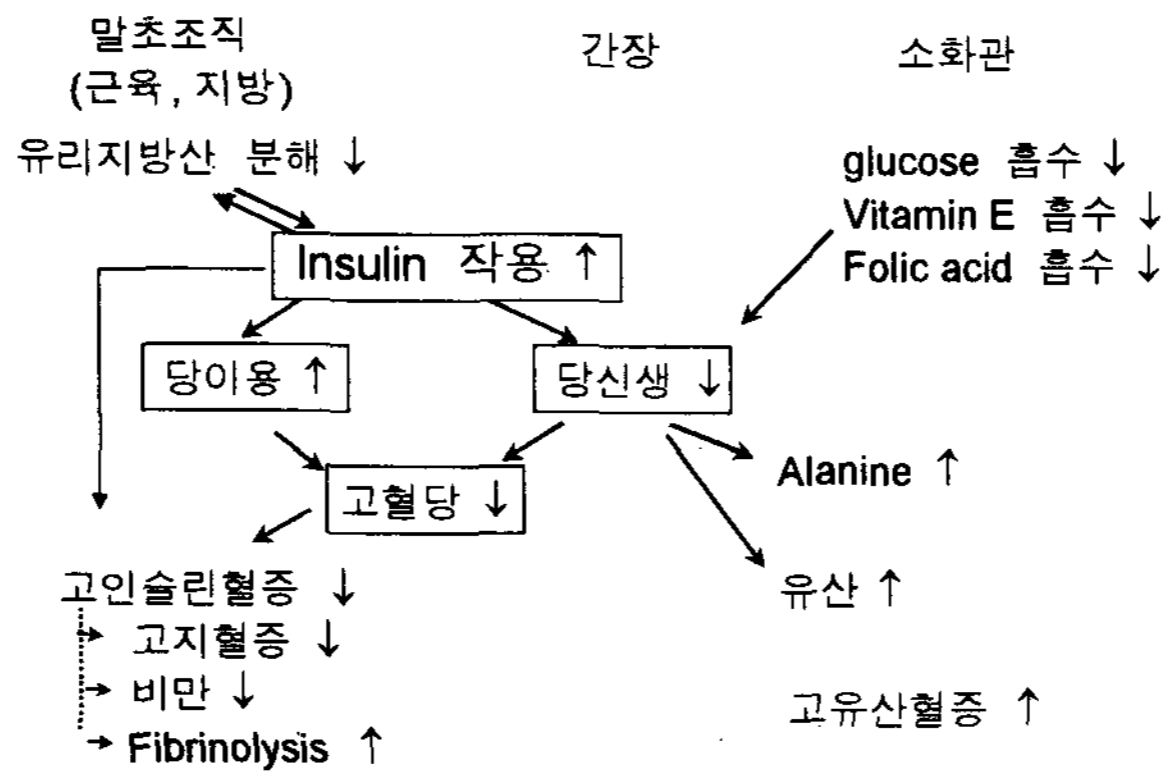 말초조직
(근육, 지방)
간장
소화관
유리지방산 분해 ↓
glucose 흡수 ↓
Vitamin E 흡수 ↓
Folic acid 흡수 ↓
Insulin 작용 ↑
당이용 ↑
당신생 ↓
고혈당 ↓
Alanine ↑
유산 ↑
고유산혈증 ↑
고인슐린혈증 ↓
고지혈증 ↓
비만 ↓
Fibrinolysis ↑